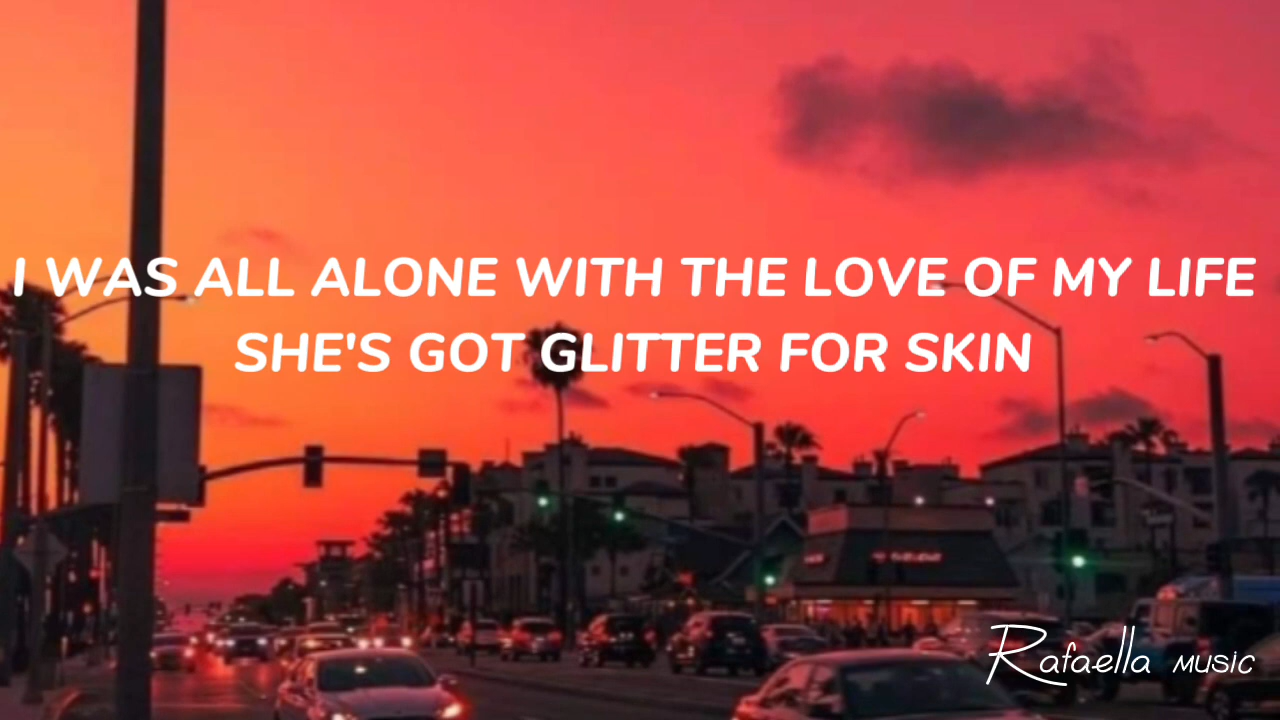 I WAS ALL ALONE WITH THE LOVE OF MY LIFE
SHE'S GOT GLITTER FOR SKIN
Rafaella MUSIC